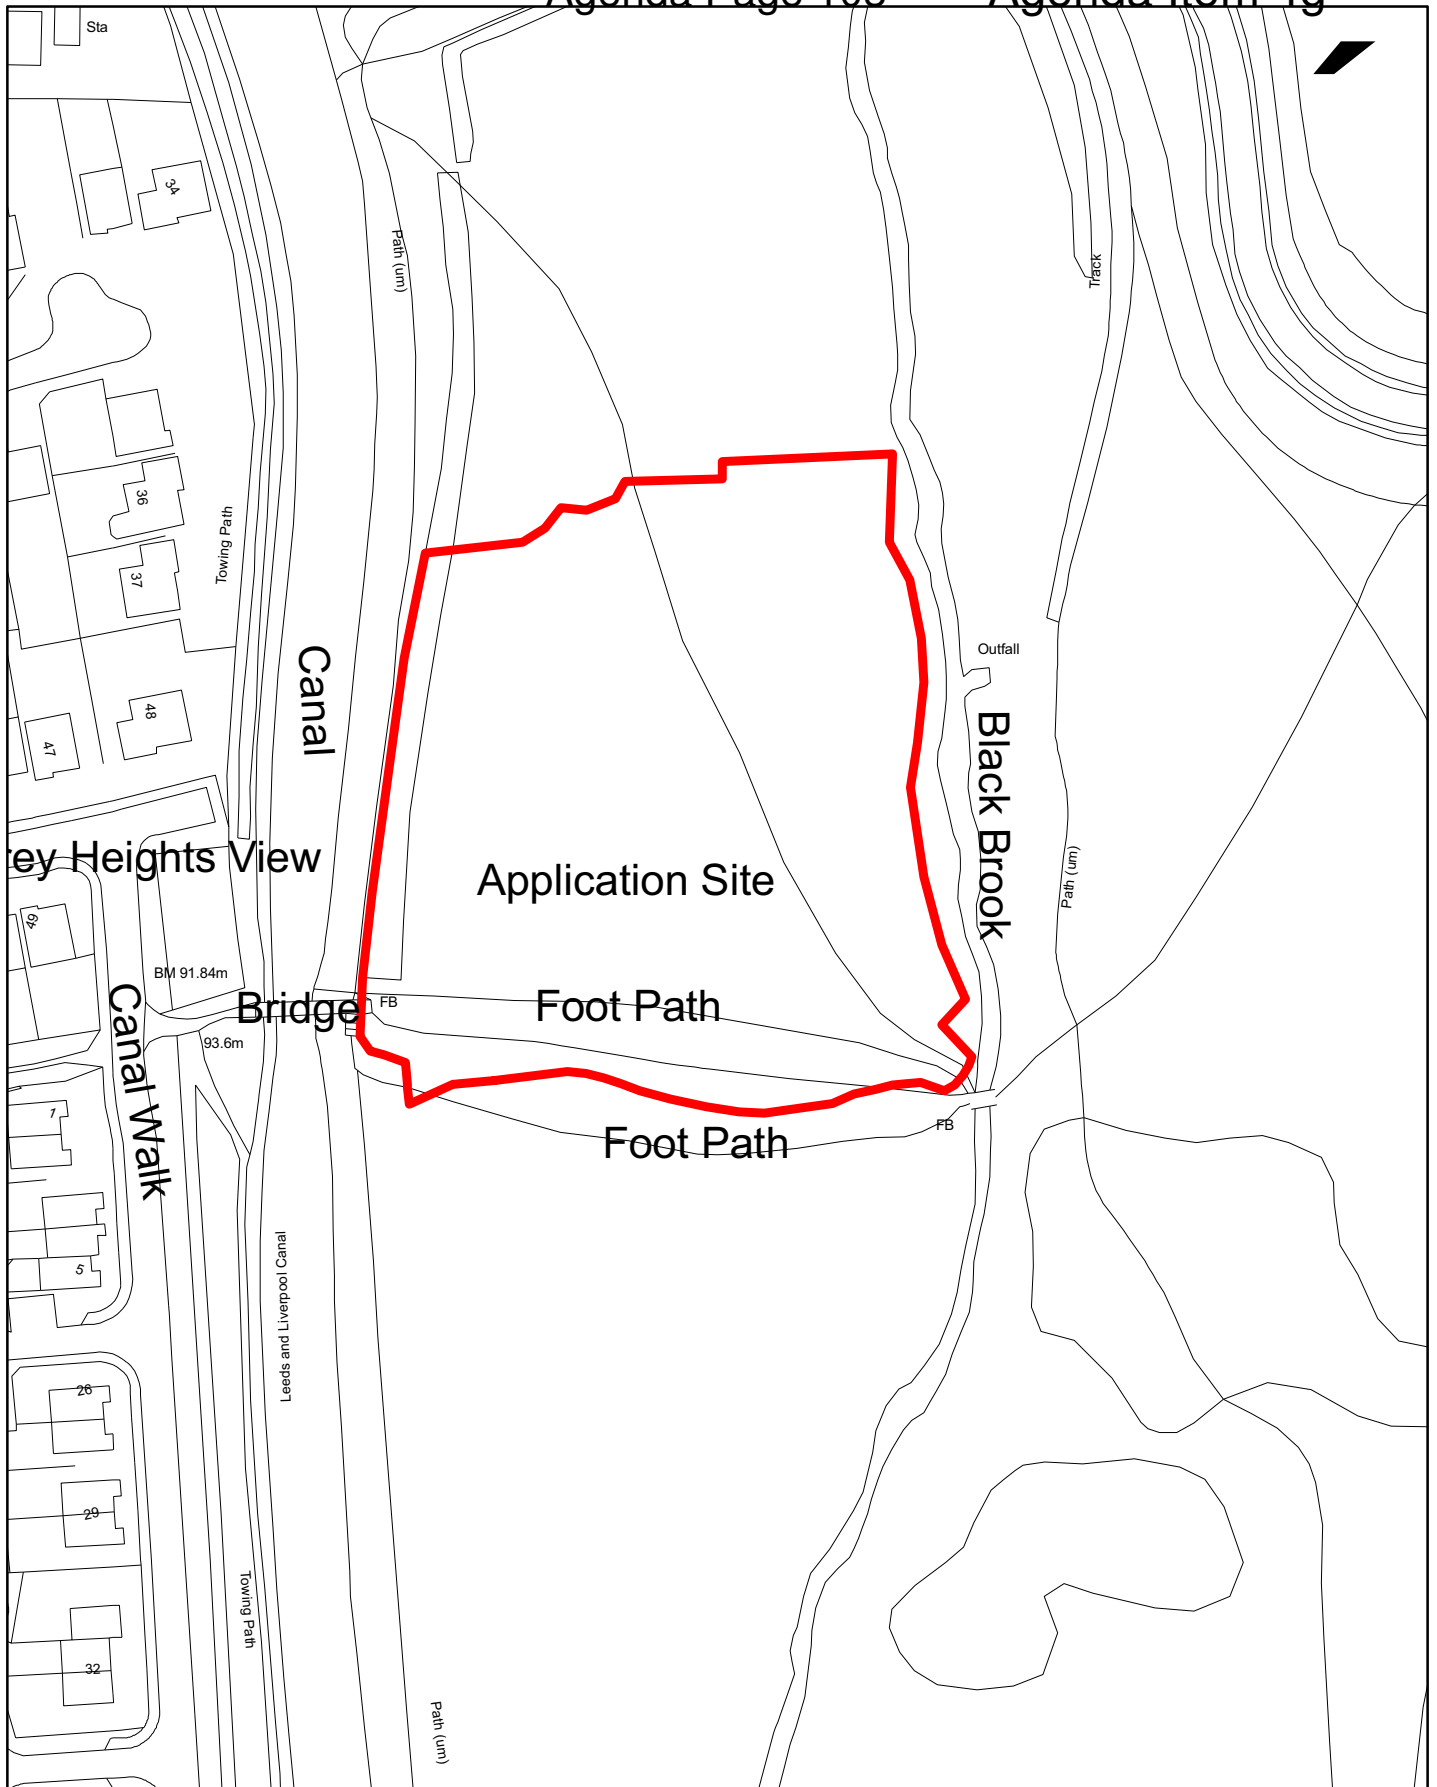 Sta
34
Path (um)
Track
36
Towing Path
37
Outfall
Canal
48
47
Black Brook
Heights View
Application Site
Path (um)
49
BM 91.84m
Bridge
FB
Foot Path
93.6m
Canal Walk
1
FB
Foot Path
5
Leeds and Liverpool Canal
26
29
Towing Path
32
Path (um)